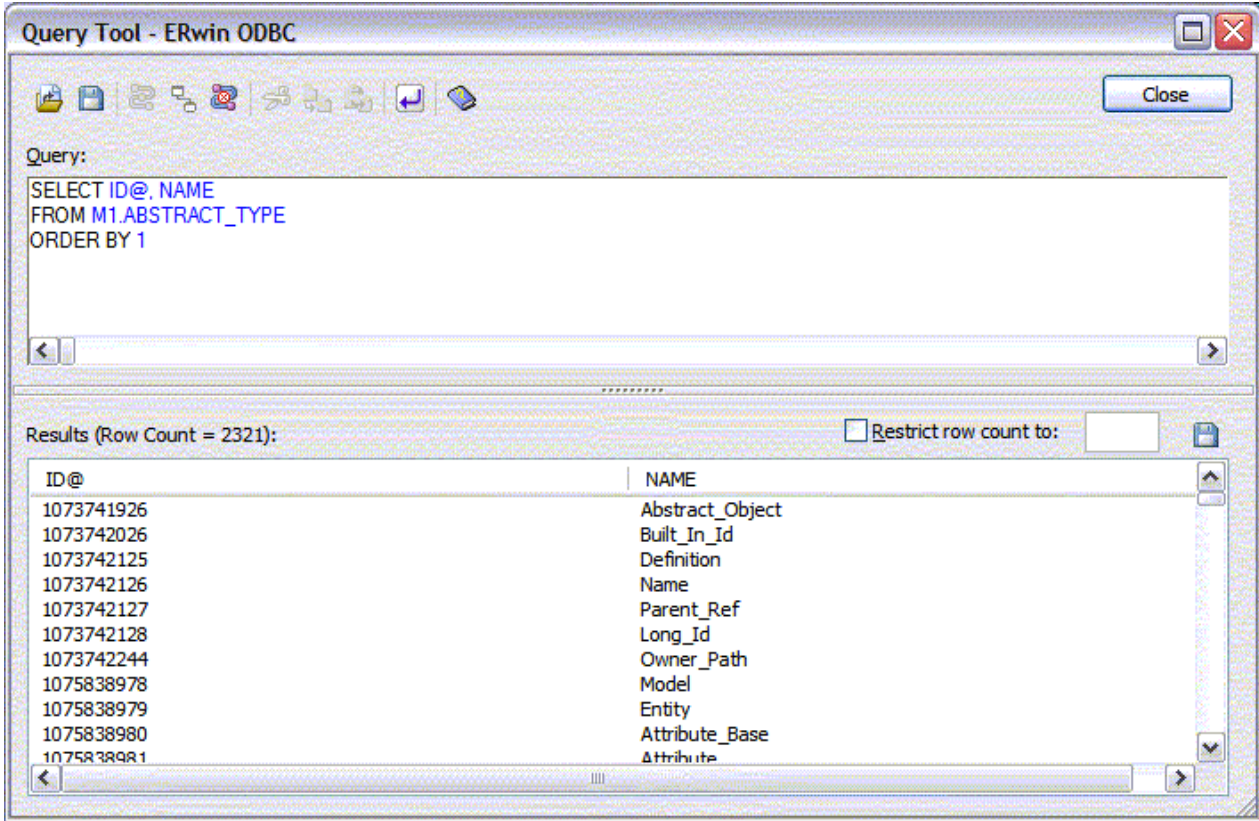 Query Tool - ERwin ODBC
Close
Query:
SELECT ID@, NAME
FROM M1.ABSTRACT_TYPE
ORDER BY 1
Results (Row Count = 2321):
Restrict row count to:
ID@ NAME
1073741926 Abstract_Object
1073742026 Built_In_Id
1073742125 Definition
1073742126 Name
1073742127 Parent_Ref
1073742128 Long_Id
1073742244 Owner_Path
1075838978 Model
1075838979 Entity
1075838980 Attribute_Base
1075838981 Attribute